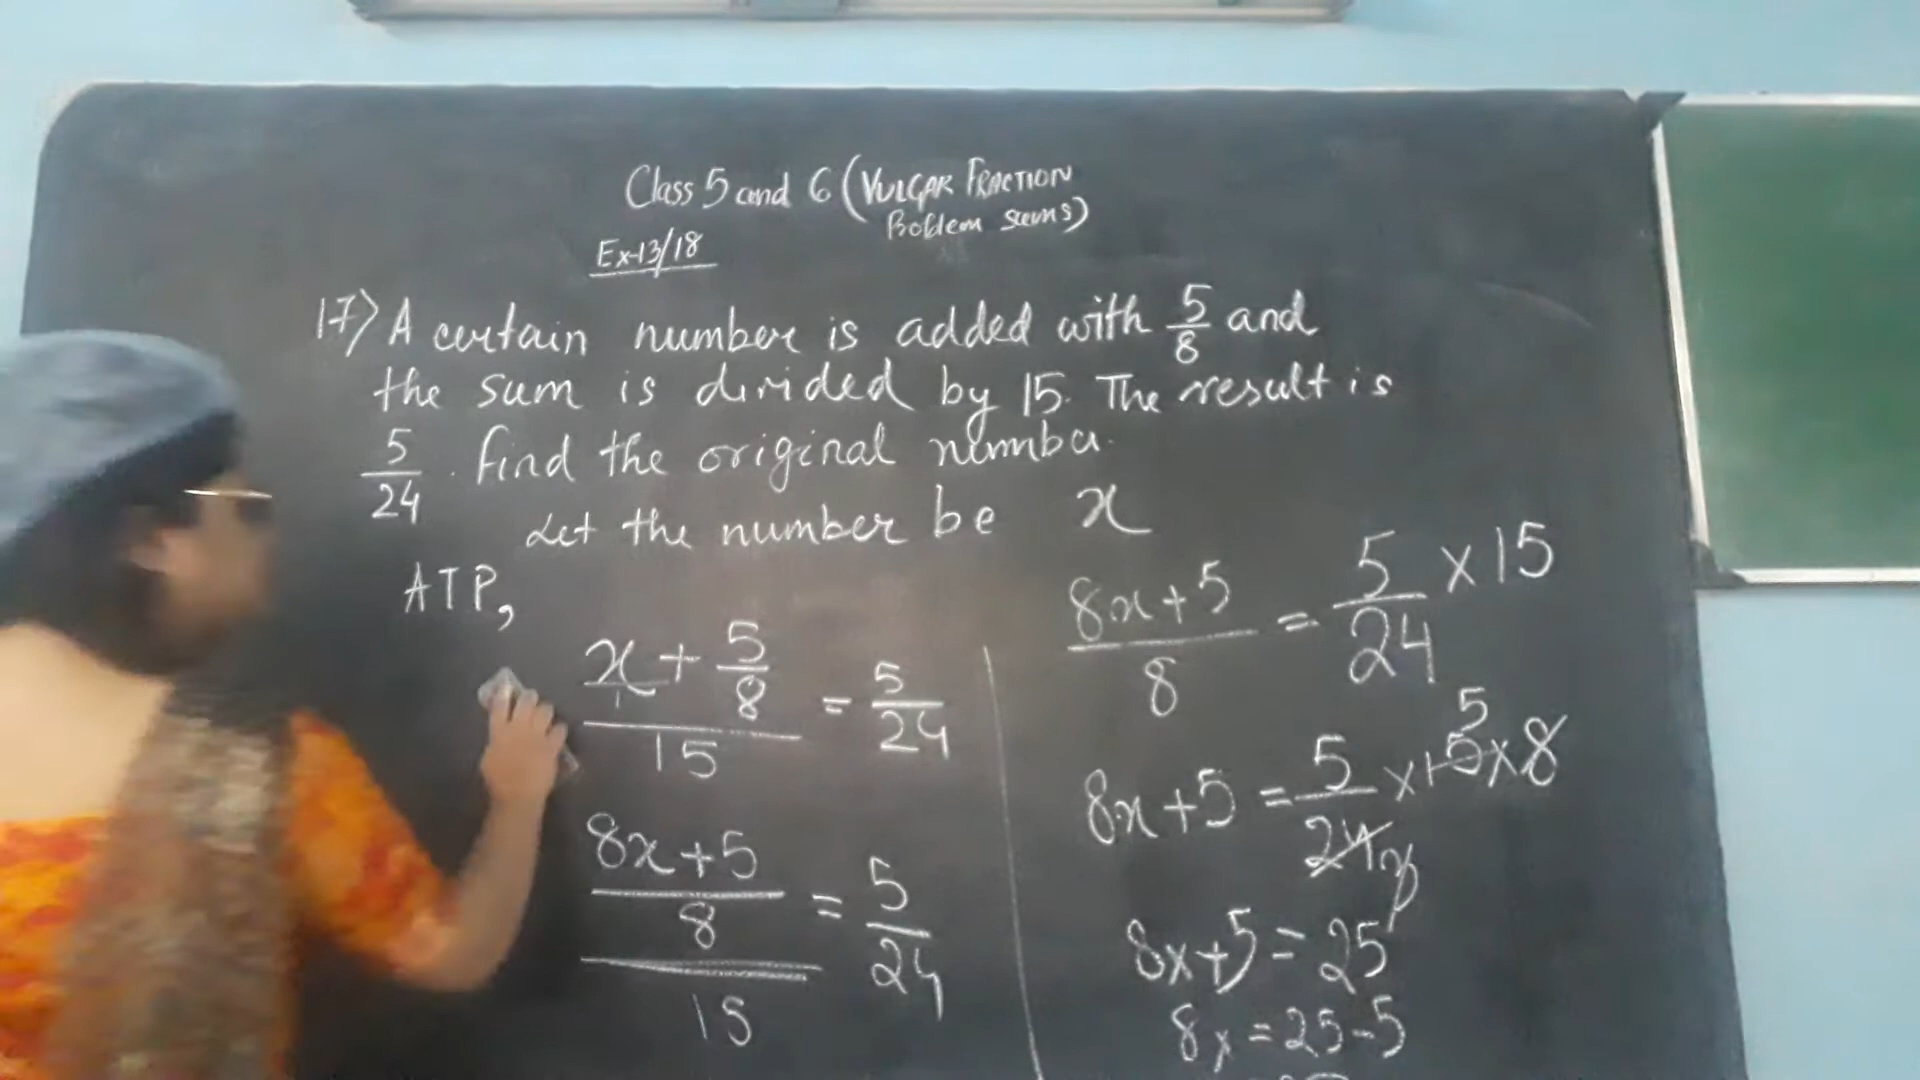 Class 5 and 6 (VULGAR FRACTION
Problem sums)
Ex-13/18
17) A certain number is added with 5/8 and
the sum is divided by 15. The result is
5/24. Find the original number.
Let the number be x
ATP,
x/1 + 5/8
15
= 5/24
8x+5
8
15
= 5/24
8x+5/8 = 5/24 x 15
8x+5 = 5/24 x 15 x 8
5
8x+5 = 25
8x = 25-5